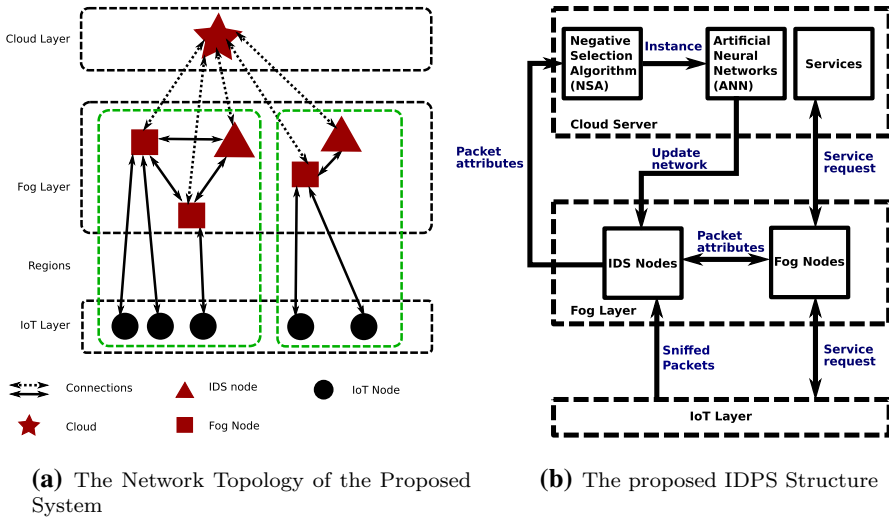 Cloud Layer
Fog Layer
Regions
IoT Layer
Connections
IDS node
IoT Node
Cloud
Fog Node
(a) The Network Topology of the Proposed
System
Negative
Selection
Algorithm
(NSA)
Instance
Artificial
Neural
Networks
(ANN)
Services
Cloud Server
Packet
attributes
Update
network
Service
request
IDS Nodes
Packet
attributes
Fog Nodes
Fog Layer
Sniffed
Packets
Service
request
IoT Layer
(b) The proposed IDPS Structure